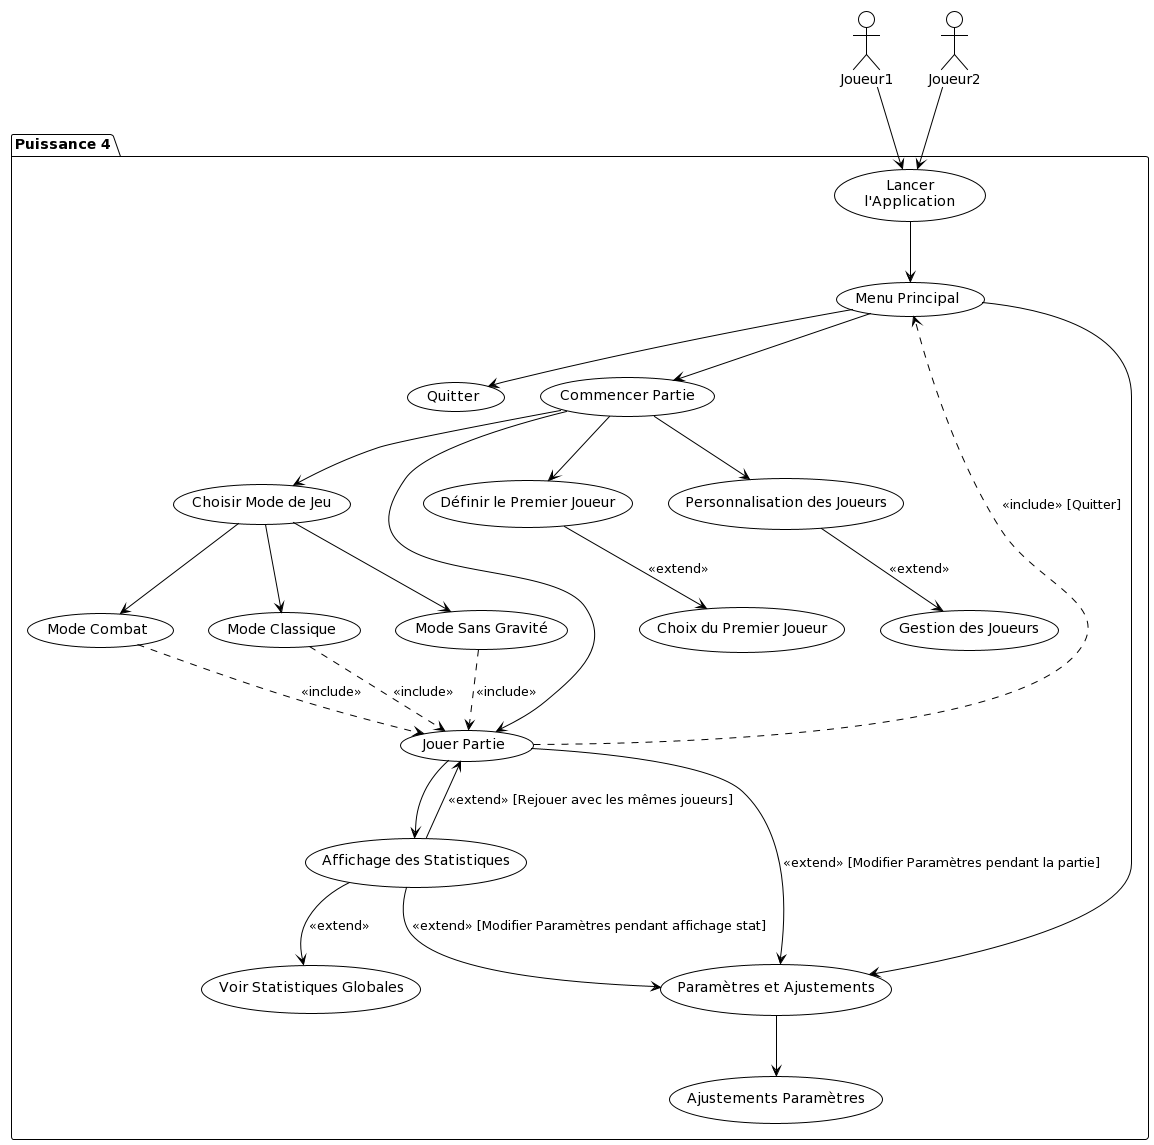 Joueur1
Joueur2
Puissance 4
Lancer
l'Application
Menu Principal
Quitter
Commencer Partie
Choisir Mode de Jeu
Définir le Premier Joueur
Personnalisation des Joueurs
«include» [Quitter]
«extend»
«extend»
Mode Combat
Mode Classique
Mode Sans Gravité
Choix du Premier Joueur
Gestion des Joueurs
«include»
«include»
«include»
Jouer Partie
«extend» [Rejouer avec les mêmes joueurs]
Affichage des Statistiques
«extend» [Modifier Paramètres pendant la partie]
«extend»
«extend» [Modifier Paramètres pendant affichage stat]
Voir Statistiques Globales
Paramètres et Ajustements
Ajustements Paramètres